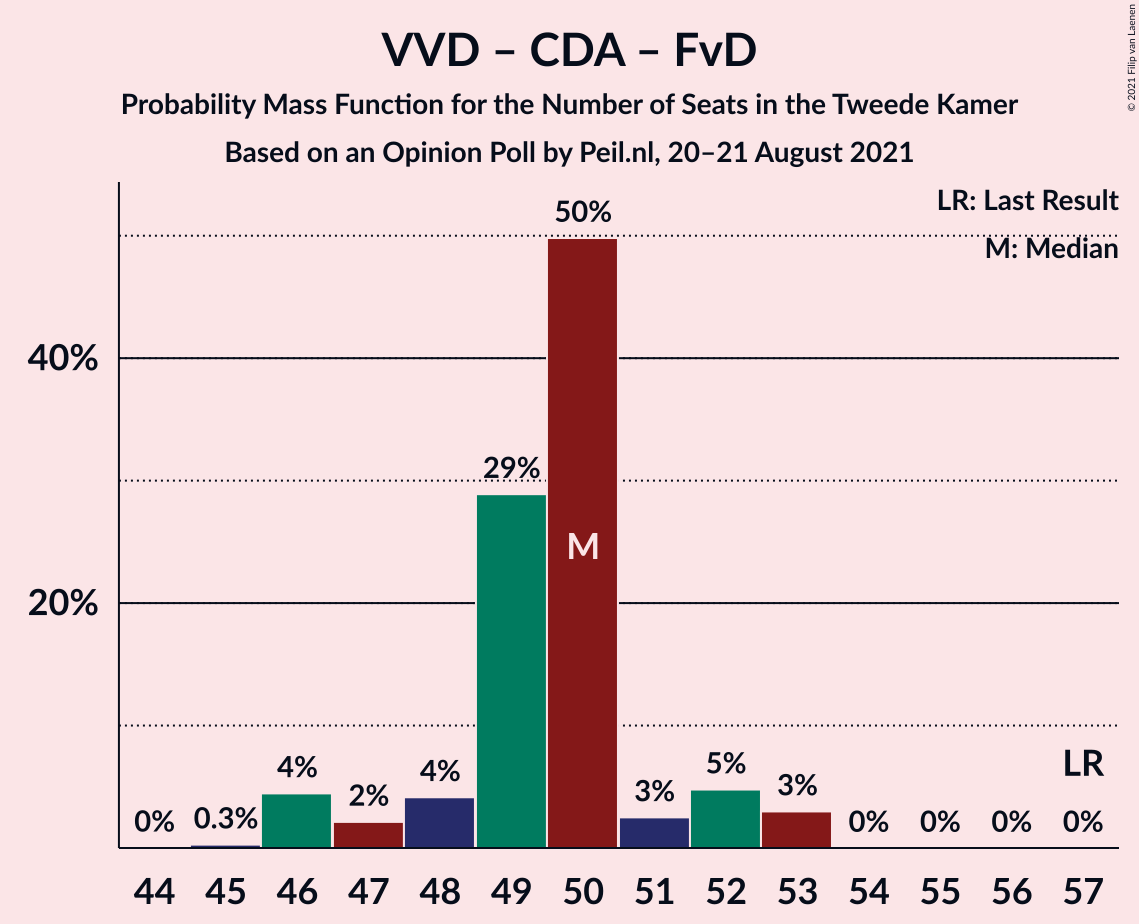 VVD – CDA – FvD
Probability Mass Function for the Number of Seats in the Tweede Kamer
Based on an Opinion Poll by Peil.nl, 20–21 August 2021
© 2021 Filip van Laenen
LR: Last Result
M: Median
40%
20%
0% 0.3% 4% 2% 4% 29% 50% 3% 5% 3% 0% 0% 0% 0%
M
LR
44 45 46 47 48 49 50 51 52 53 54 55 56 57